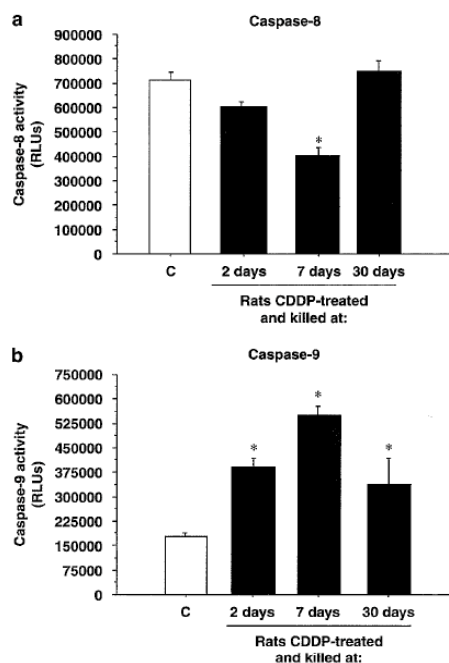 a
Caspase-8
900000
800000
700000
600000
500000
400000
300000
200000
100000
0
Caspase-8 activity
(RLUs)
*
C 2 days 7 days 30 days
Rats CDDP-treated
and killed at:
b
Caspase-9
750000
675000
600000
525000
450000
375000
300000
225000
150000
75000
0
Caspase-9 activity
(RLUs)
* * *
C 2 days 7 days 30 days
Rats CDDP-treated
and killed at: